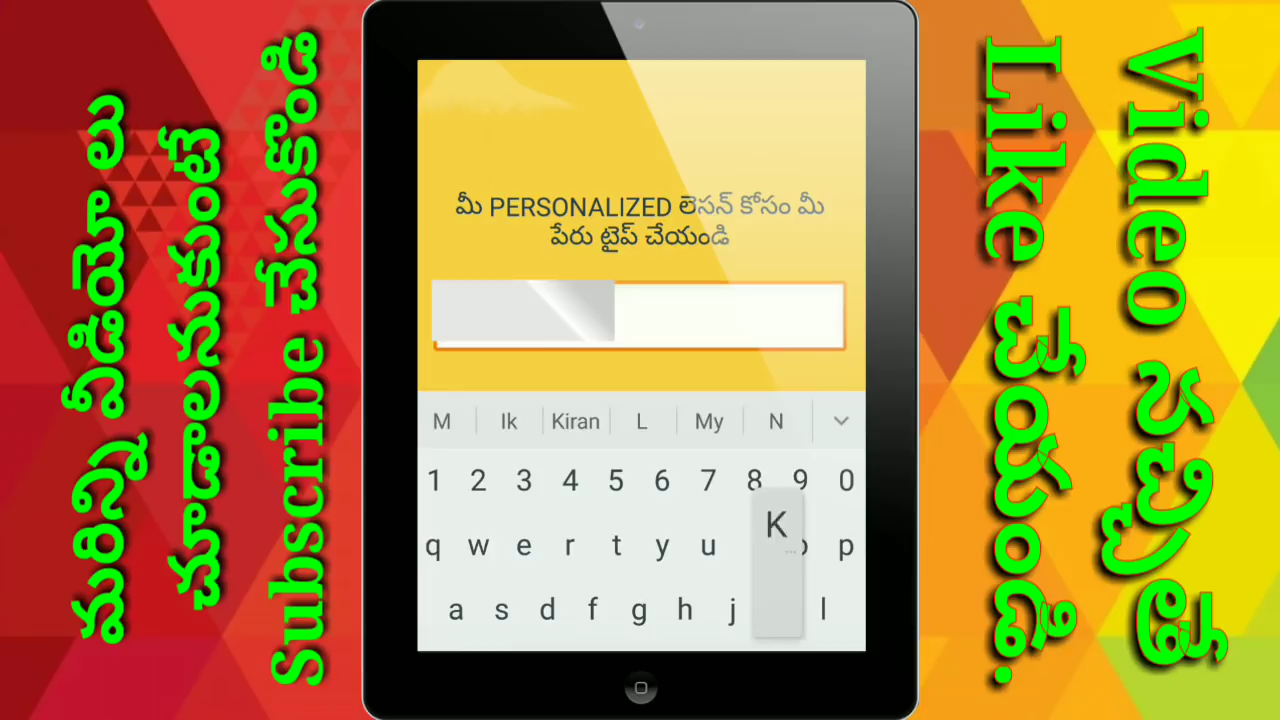 మరిన్ని వీడియో లు
చూడాలనుకుంటే
Subscribe చేసుకోండి
మీ PERSONALIZED లెసన్ కోసం మీ
పేరు టైప్ చేయండి
M Ik Kiran L My N
1 2 3 4 5 6 7 8 9 0
q w e r t y u p
K
a s d f g h j l
Video నచ్చితే
Like చేయండి.